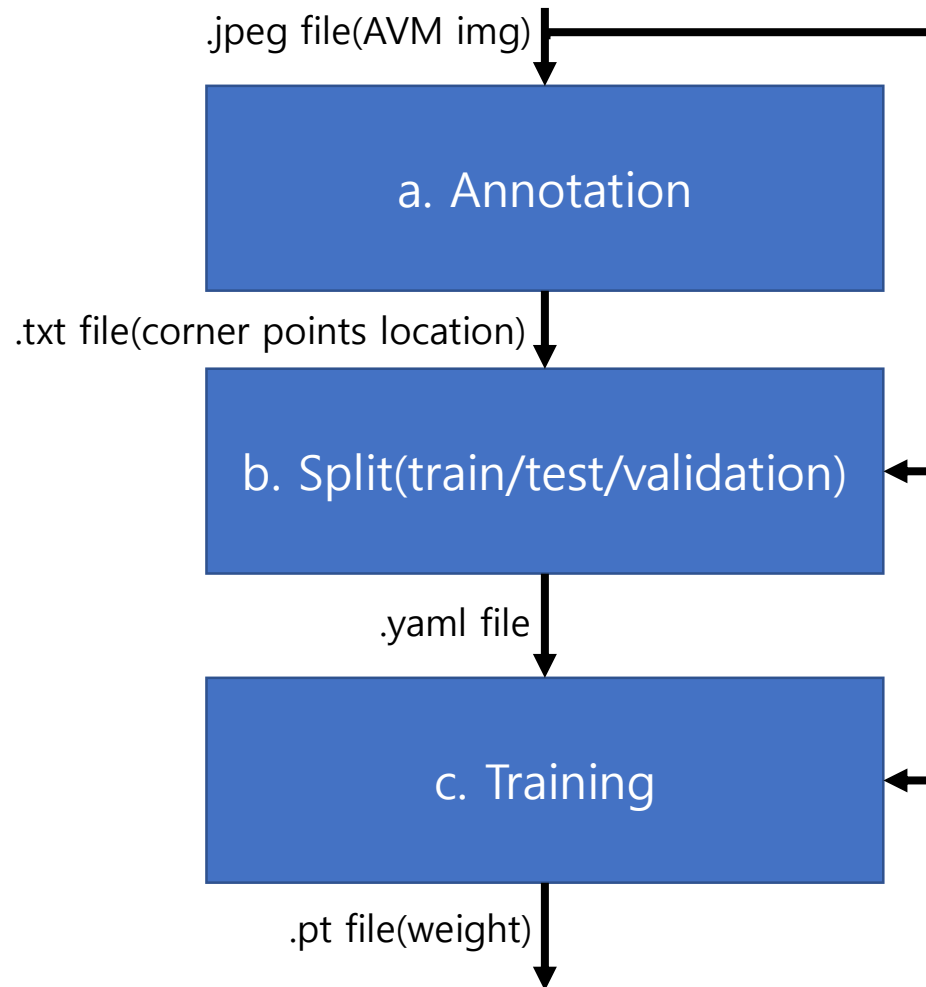 .jpeg file(AVM img)
a. Annotation
.txt file(corner points location)
b. Split(train/test/validation)
.yaml file
c. Training
.pt file(weight)